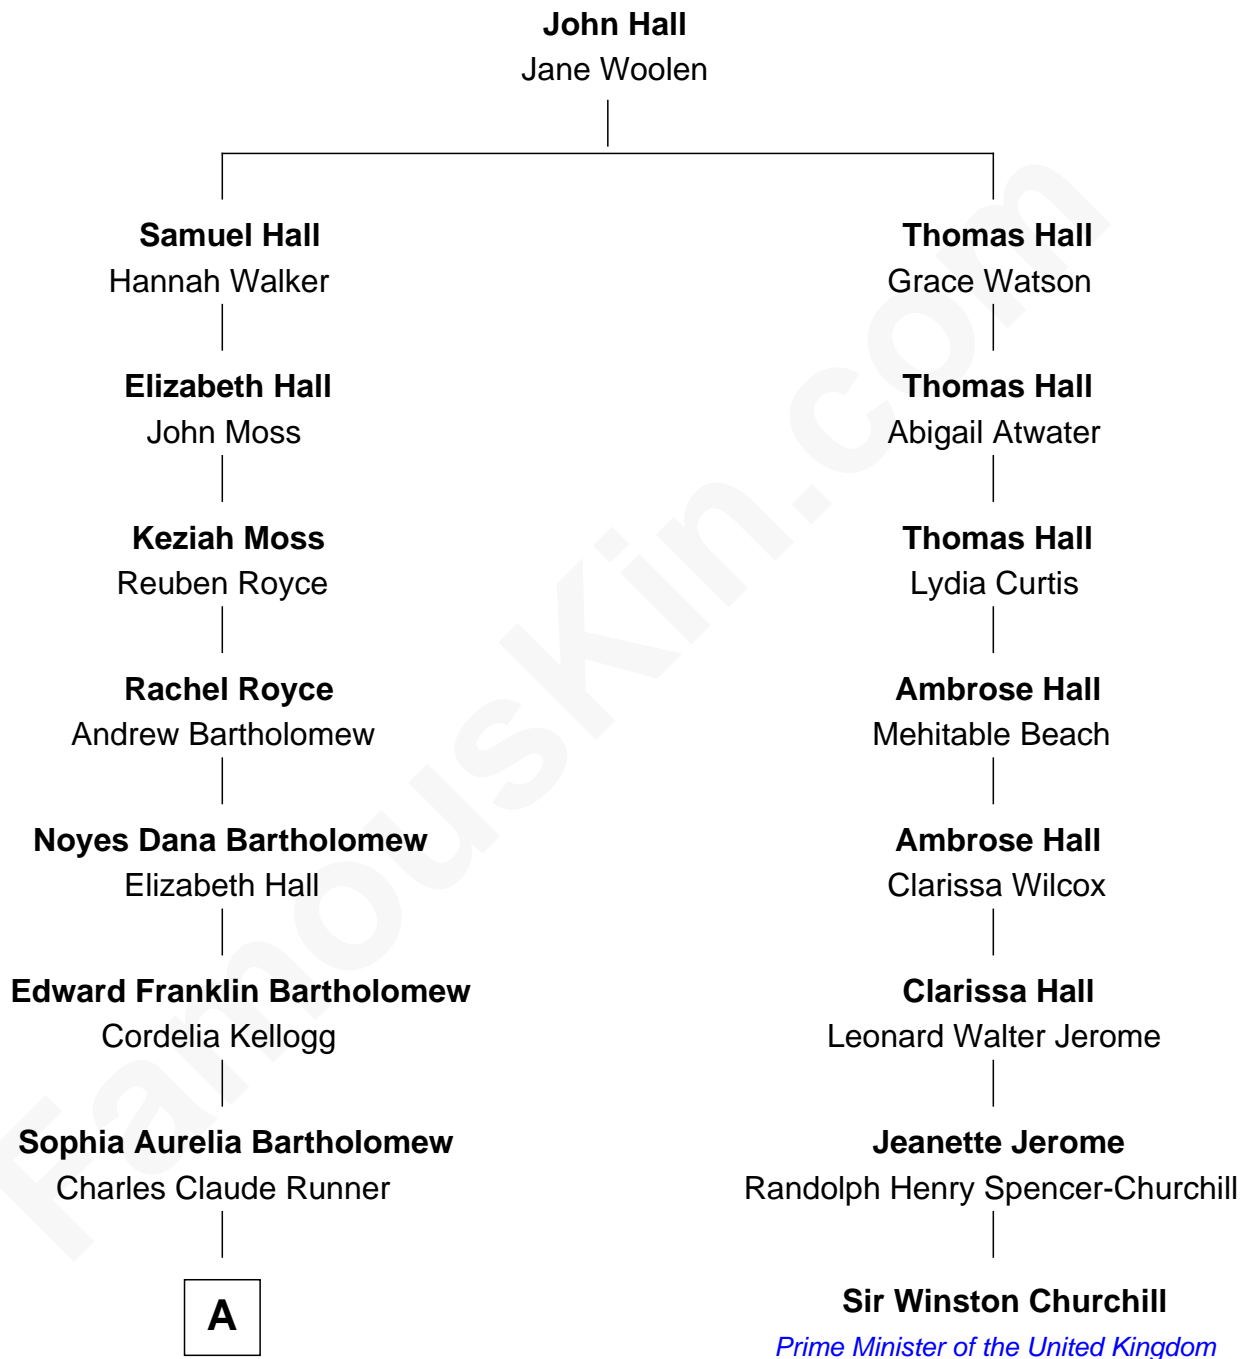 John Hall
Jane Woolen
Samuel Hall
Hannah Walker
Thomas Hall
Grace Watson
Elizabeth Hall
John Moss
Thomas Hall
Abigail Atwater
Keziah Moss
Reuben Royce
Thomas Hall
Lydia Curtis
Rachel Royce
Andrew Bartholomew
Ambrose Hall
Mehitable Beach
Noyes Dana Bartholomew
Elizabeth Hall
Ambrose Hall
Clarissa Wilcox
Edward Franklin Bartholomew
Cordelia Kellogg
Clarissa Hall
Leonard Walter Jerome
Sophia Aurelia Bartholomew
Charles Claude Runner
Jeanette Jerome
Randolph Henry Spencer-Churchill
A
Sir Winston Churchill
Prime Minister of the United Kingdom
FamousKin.com